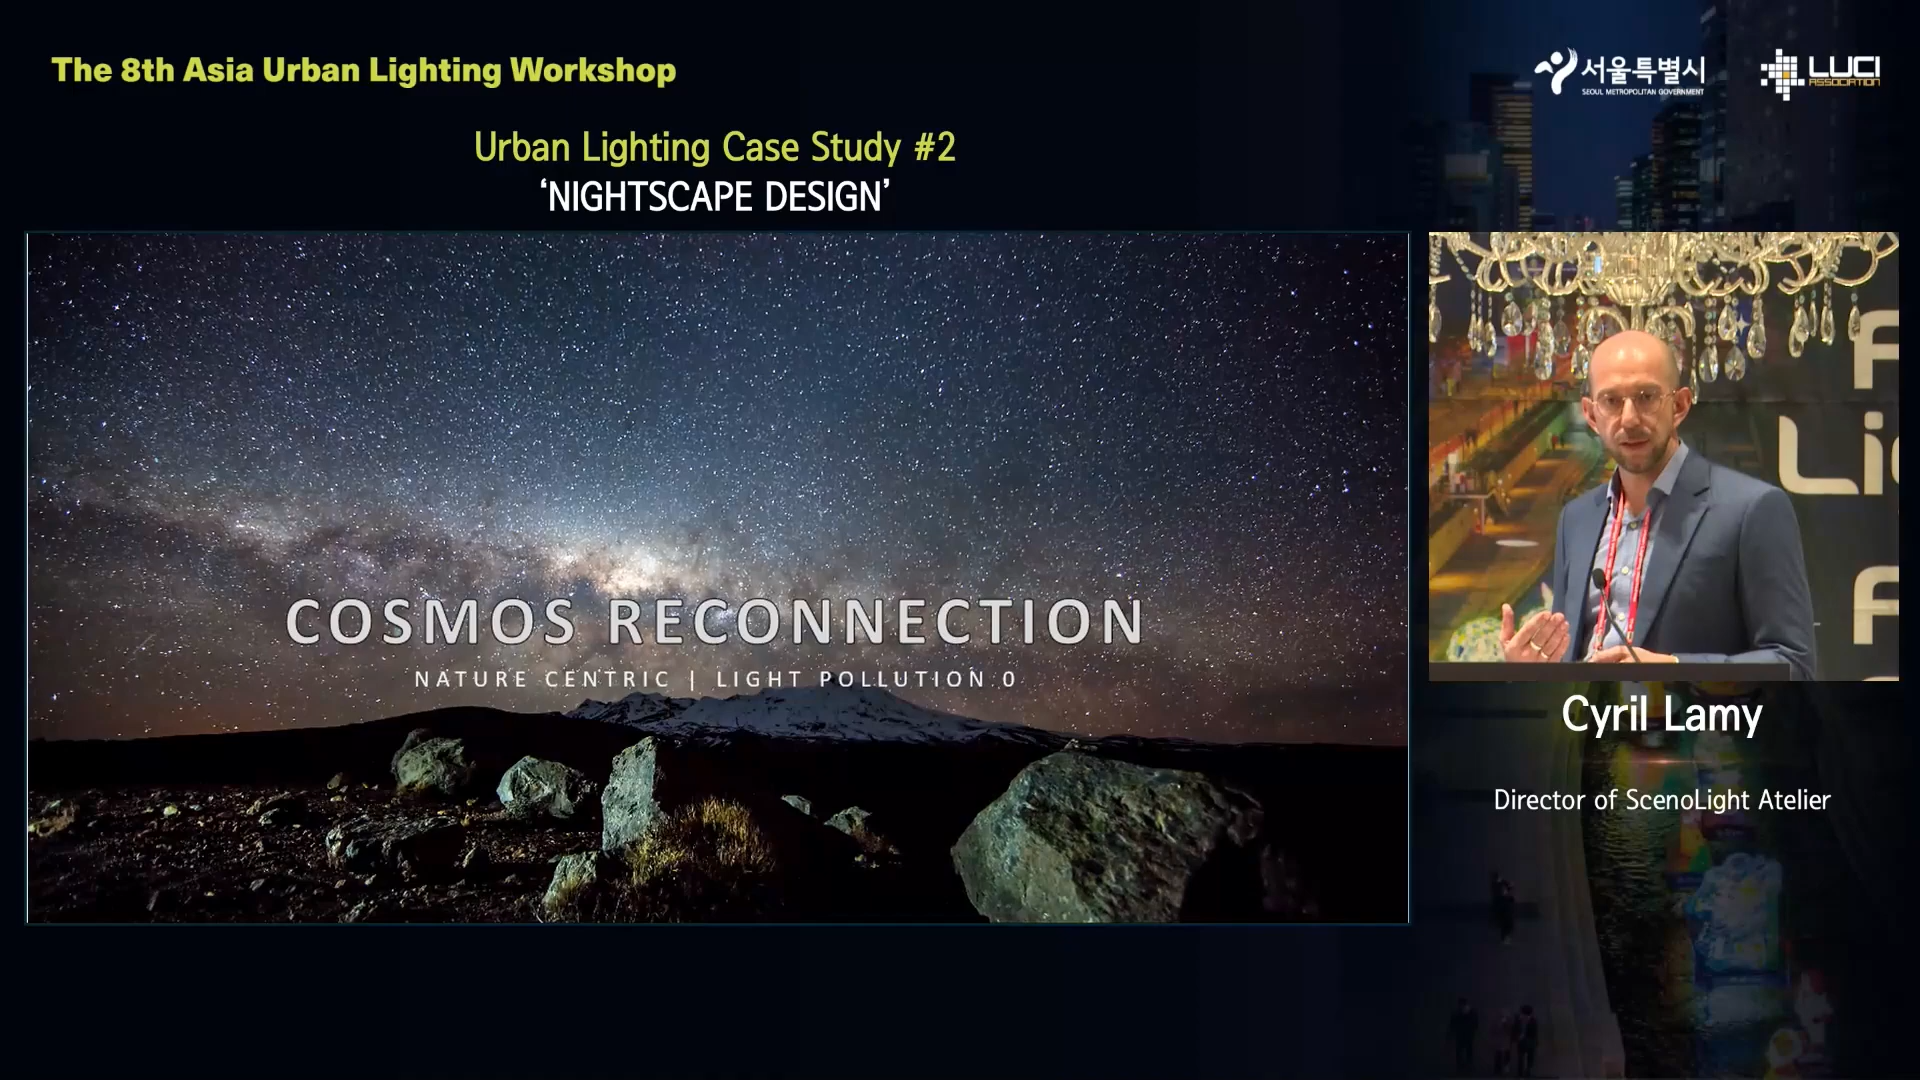 The 8th Asia Urban Lighting Workshop
서울특별시
SEOUL METROPOLITAN GOVERNMENT
LUCI
ASSOCIATION
Urban Lighting Case Study #2
‘NIGHTSCAPE DESIGN’
COSMOS RECONNECTION
NATURE CENTRIC | LIGHT POLLUTION 0
Cyril Lamy
Director of ScenoLight Atelier